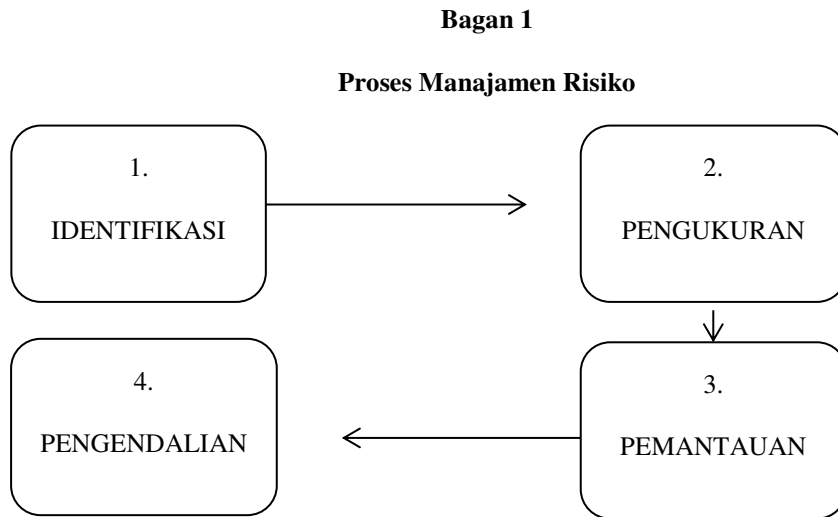 Bagan 1
Proses Manajamen Risiko
1.
IDENTIFIKASI
2.
PENGUKURAN
3.
PEMANTAUAN
4.
PENGENDALIAN